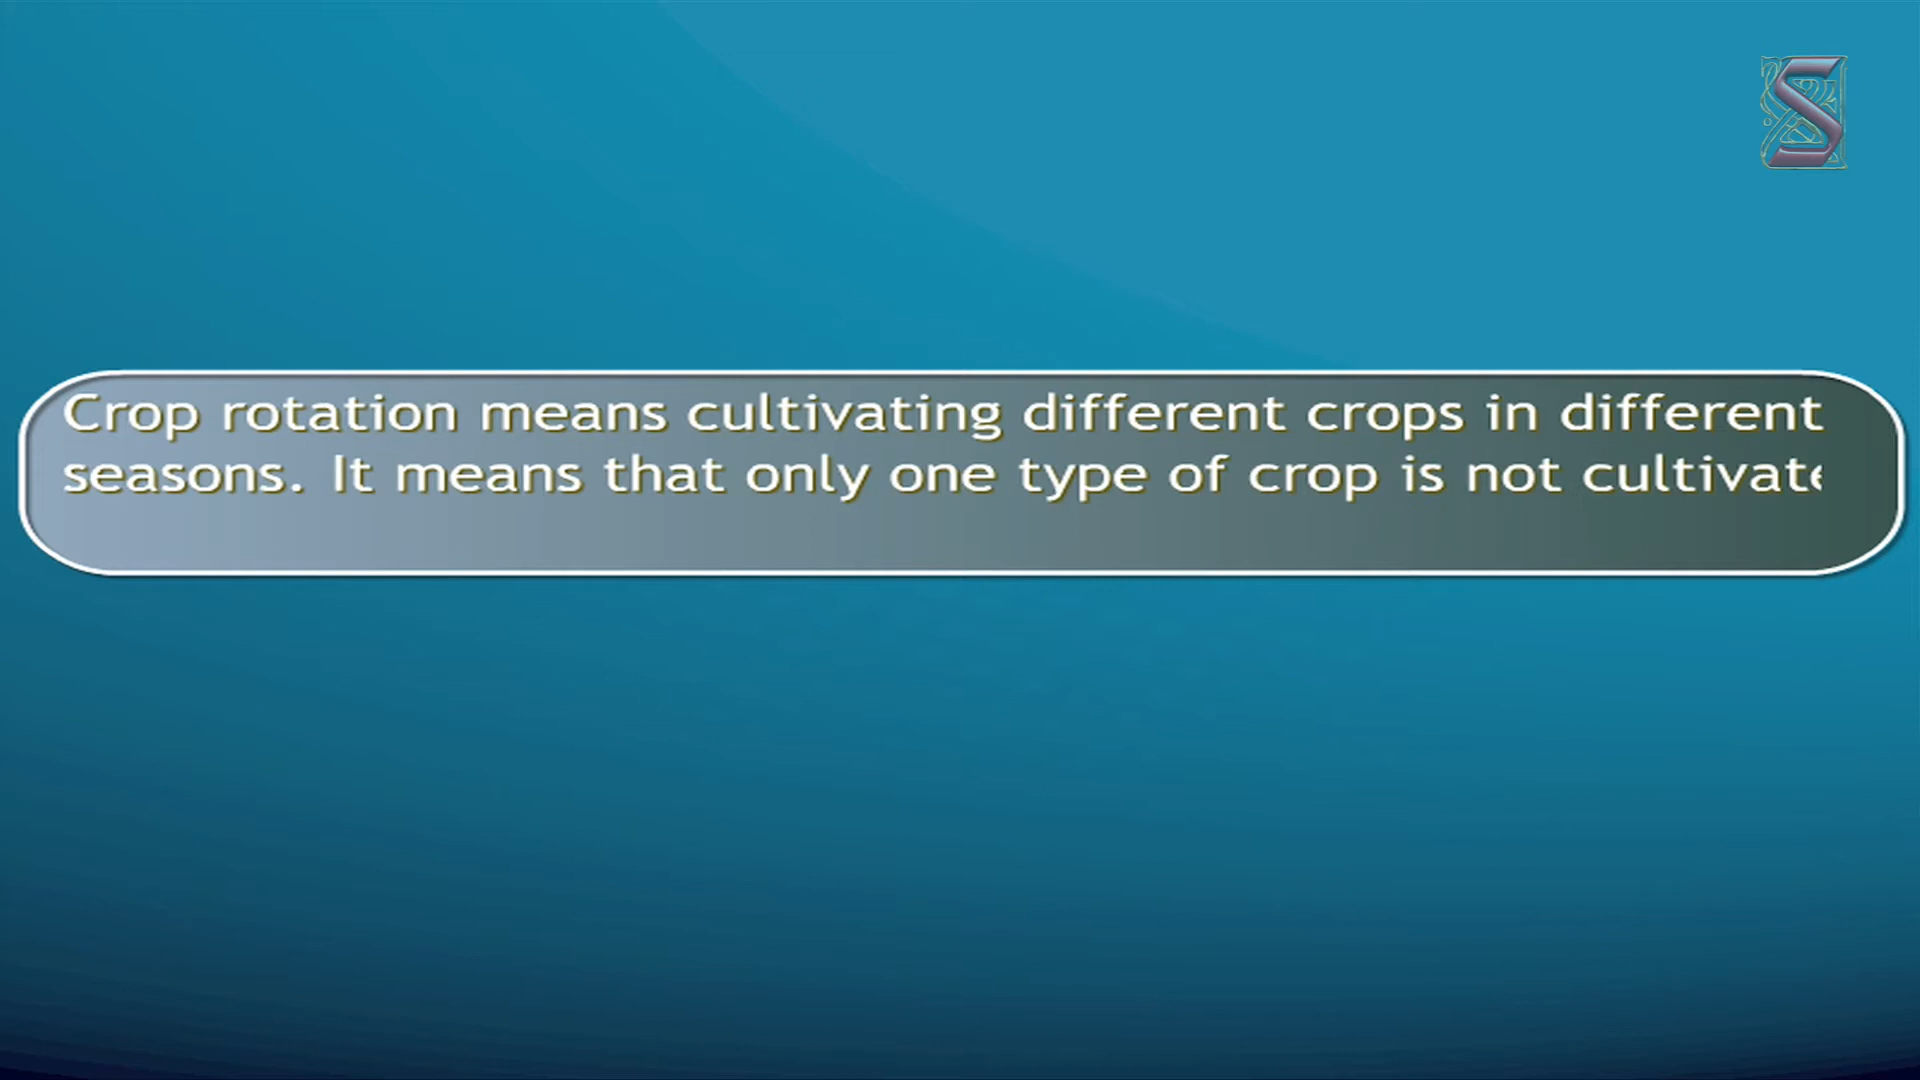 S
Crop rotation means cultivating different crops in different
seasons. It means that only one type of crop is not cultivate